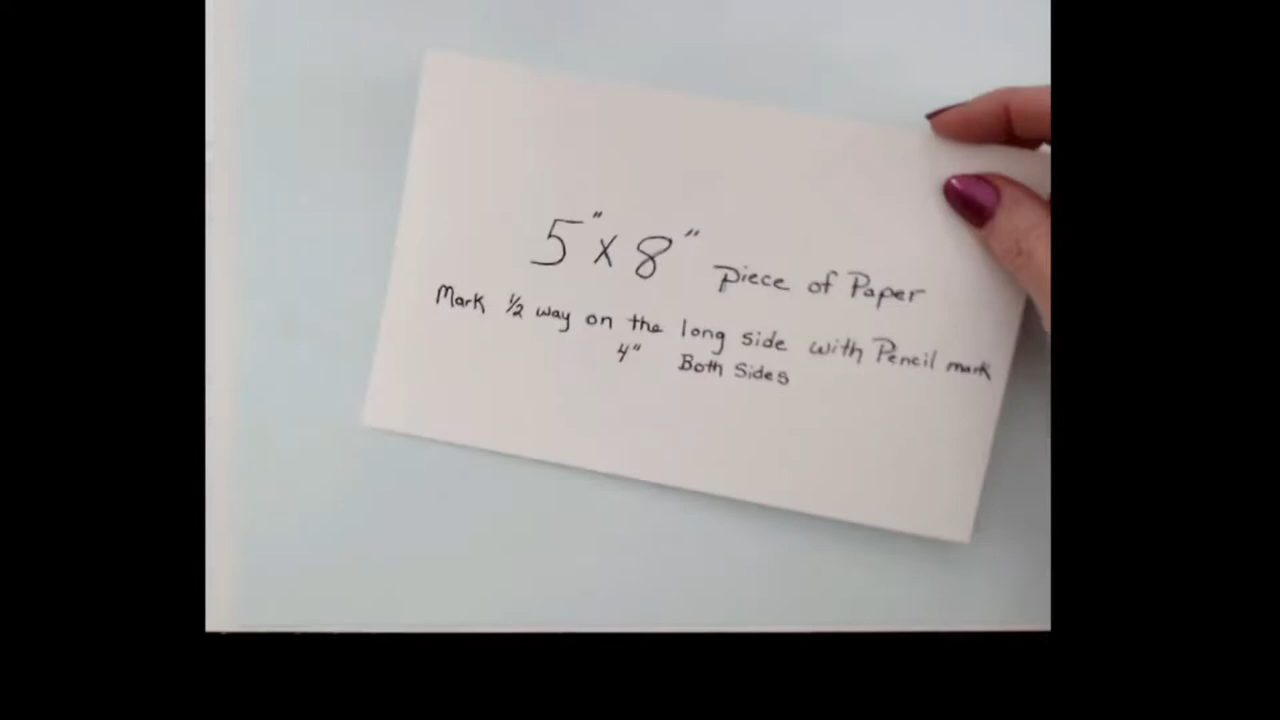 5" x 8" piece of Paper
Mark 1/2 way on the long side with Pencil mark
4" Both Sides